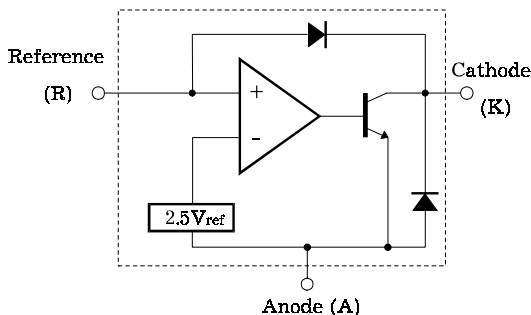 Reference
(R)
Cathode
(K)
+
-
2.5Vref
Anode (A)